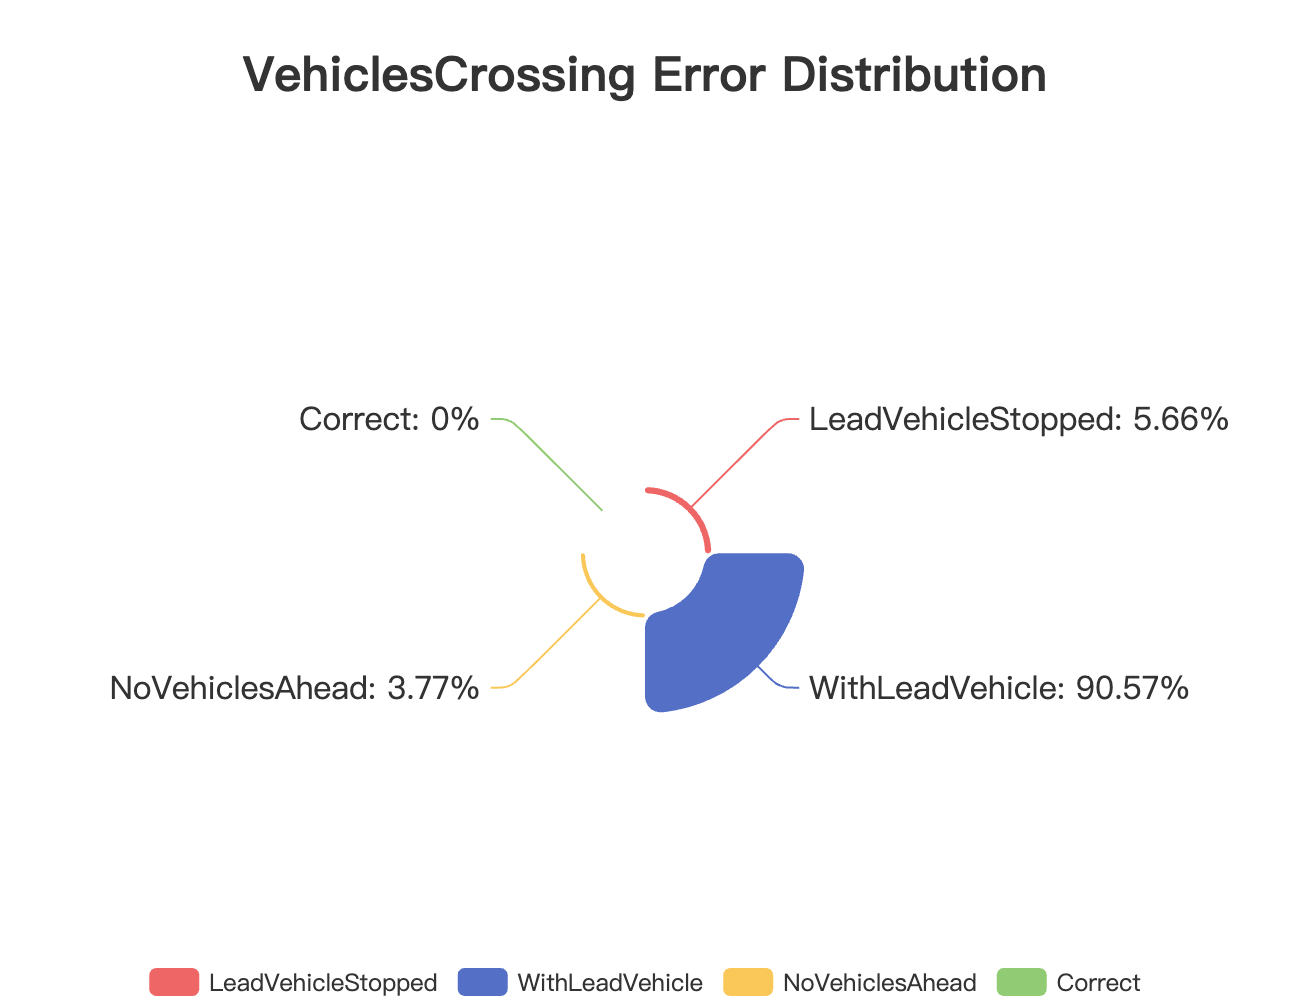 VehiclesCrossing Error Distribution
Correct: 0%
LeadVehicleStopped: 5.66%
NoVehiclesAhead: 3.77%
WithLeadVehicle: 90.57%
LeadVehicleStopped
WithLeadVehicle
NoVehiclesAhead
Correct